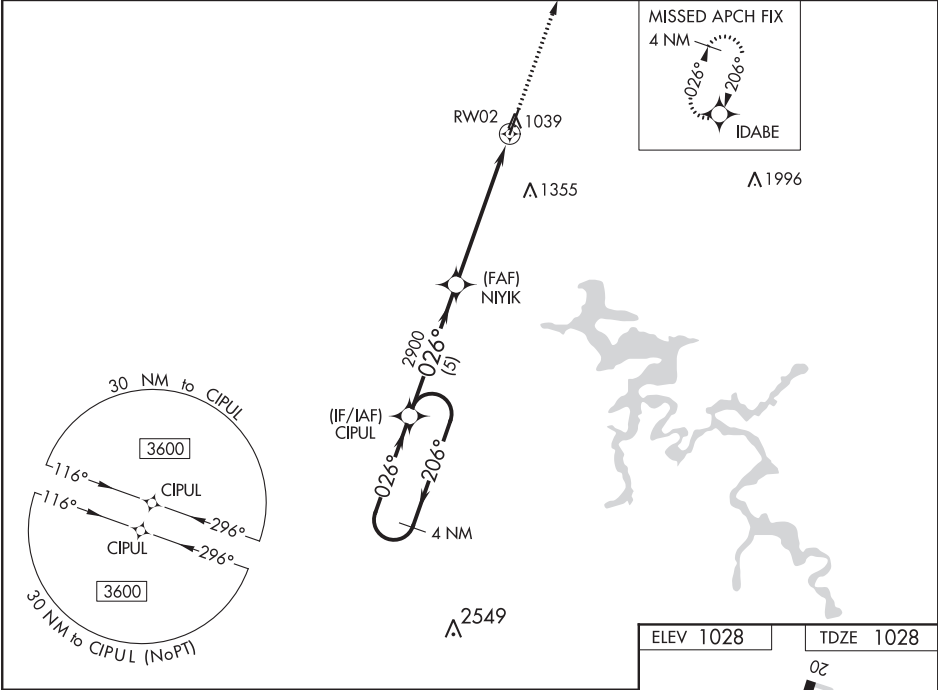 MISSED APCH FIX
4 NM
026°
206°
IDABE
RW02
1039
1355
1996
(FAF)
NIYIK
2900
026°
(5)
(IF/IAF)
CIPUL
026°
206°
4 NM
30 NM to CIPUL
3600
116°
CIPUL
296°
116°
CIPUL
296°
3600
30 NM to CIPUL (NoPT)
2549
ELEV 1028
TDZE 1028
20